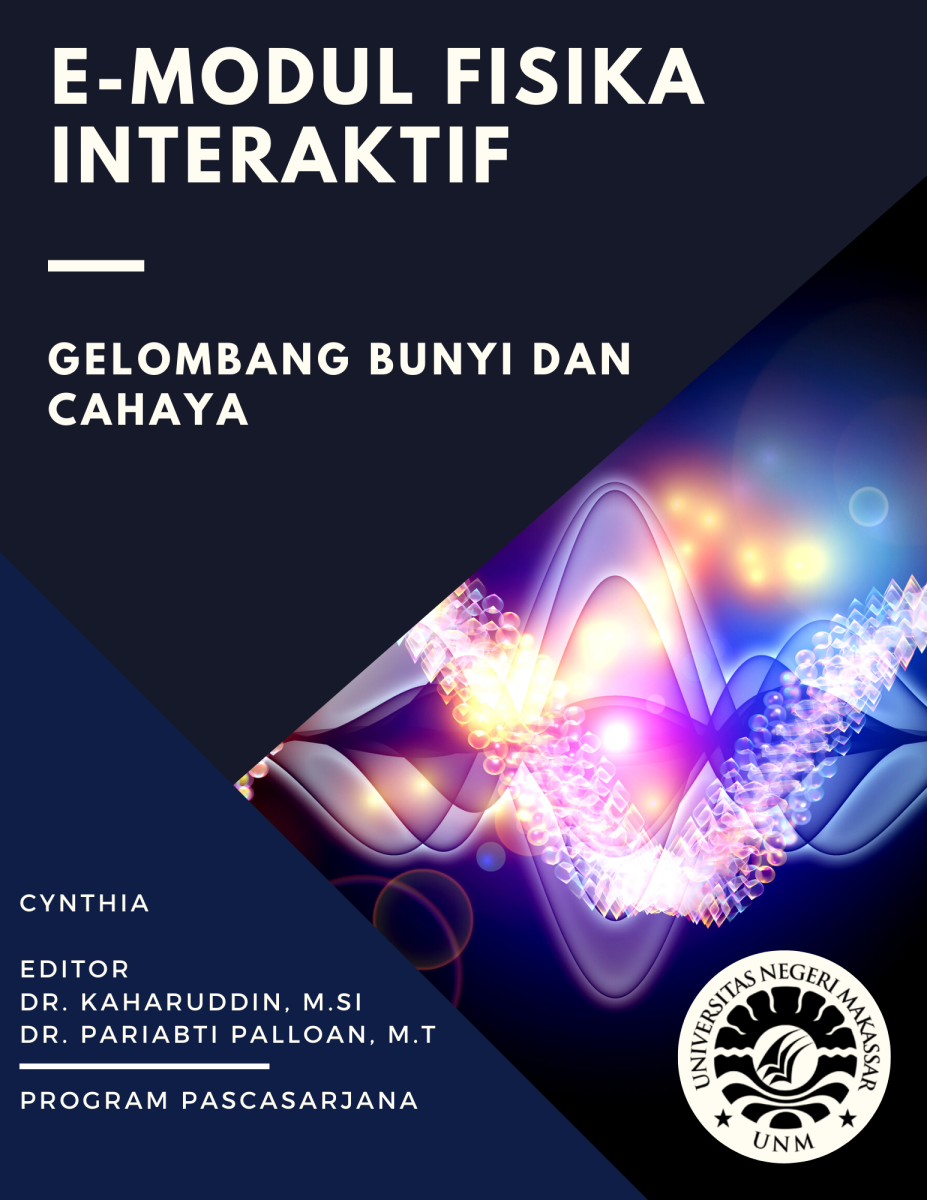 E-MODUL FISIKA
INTERAKTIF
GELOMBANG BUNYI DAN
CAHAYA
CYNTHIA
EDITOR
DR. KAHARUDDIN, M.SI
DR. PARIABTI PALLOAN, M.T
PROGRAM PASCASARJANA
UNIVERSITAS NEGERI MAKASSAR
UNM